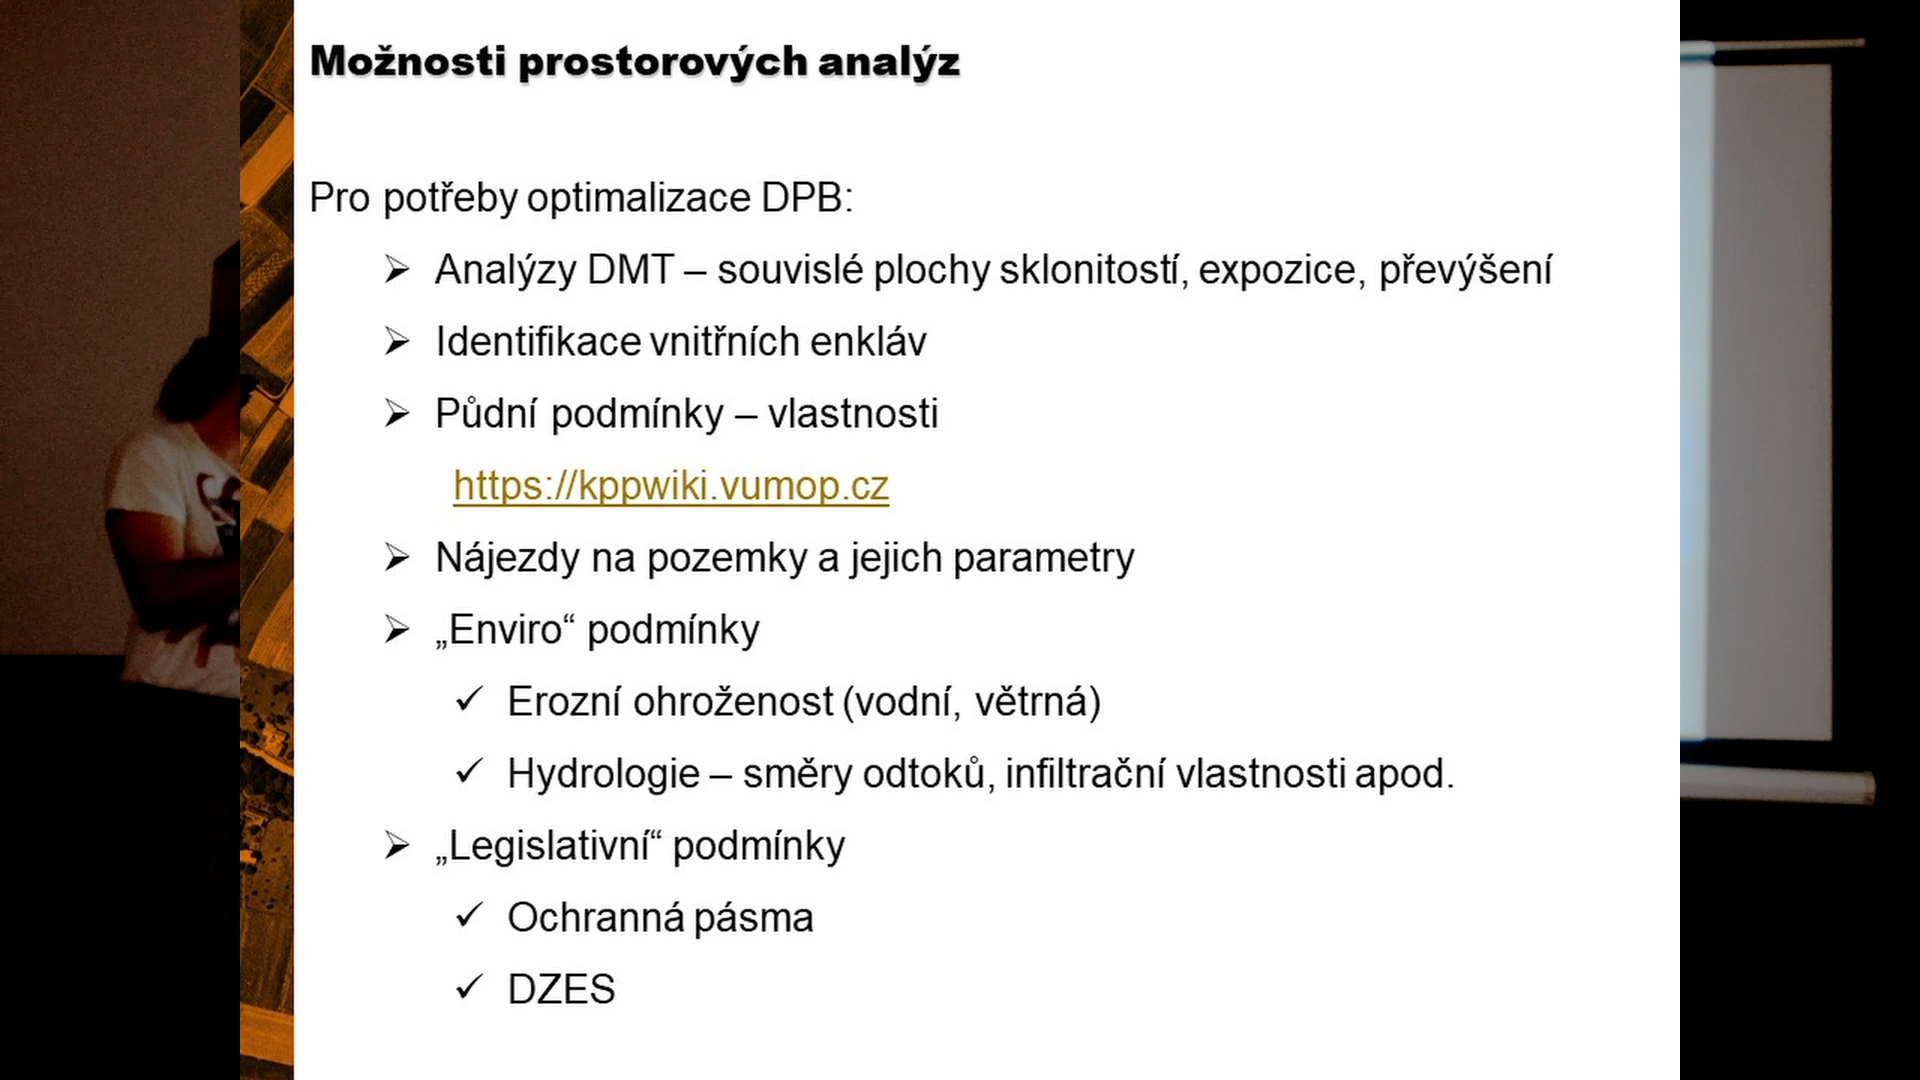 Možnosti prostorových analýz
Pro potřeby optimalizace DPB:
Analýzy DMT – souvislé plochy sklonitostí, expozice, převýšení
Identifikace vnitřních enkláv
Půdní podmínky – vlastnosti
https://kppwiki.vumop.cz
Nájezdy na pozemky a jejich parametry
„Enviro“ podmínky
Erozní ohroženost (vodní, větrná)
Hydrologie – směry odtoků, infiltrační vlastnosti apod.
„Legislativní“ podmínky
Ochranná pásma
DZES